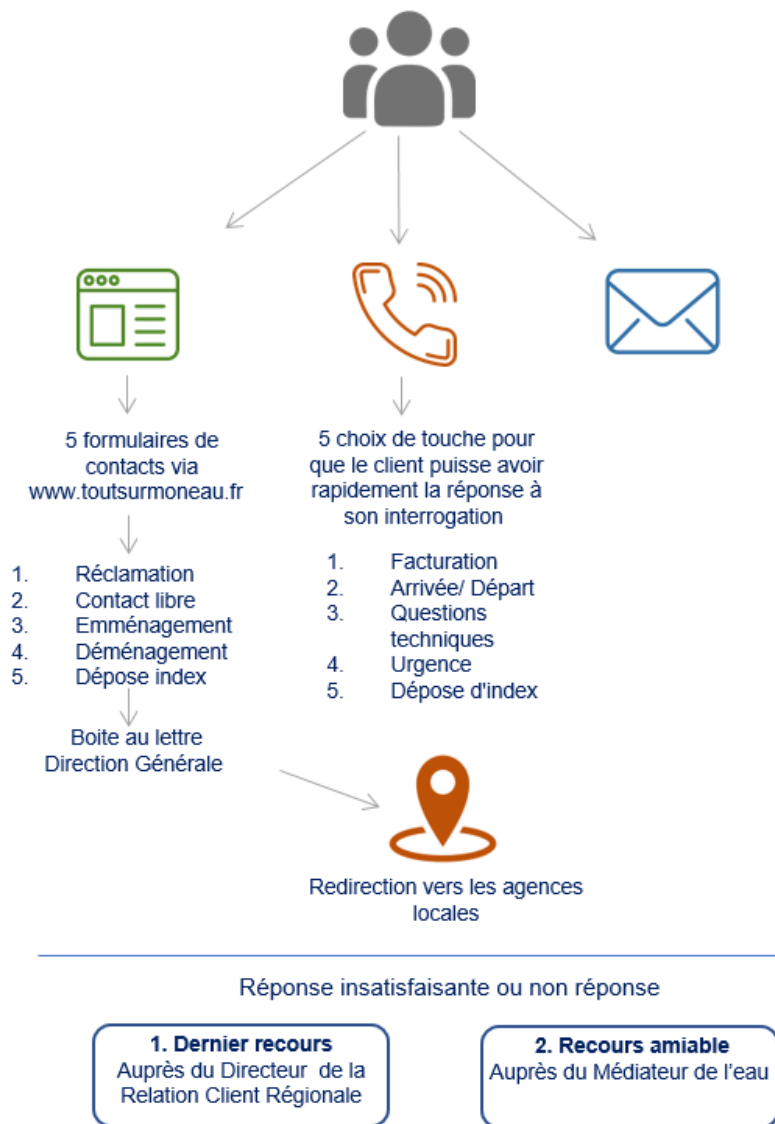 5 formulaires de
contacts via
www.toutsurmoneau.fr
1. Réclamation
2. Contact libre
3. Emménagement
4. Déménagement
5. Dépose index
Boite au lettre
Direction Générale
5 choix de touche pour
que le client puisse avoir
rapidement la réponse à
son interrogation
1. Facturation
2. Arrivée/ Départ
3. Questions
techniques
4. Urgence
5. Dépose d'index
Redirection vers les agences
locales
Réponse insatisfaisante ou non réponse
1. Dernier recours
Auprès du Directeur de la
Relation Client Régionale
2. Recours amiable
Auprès du Médiateur de l’eau